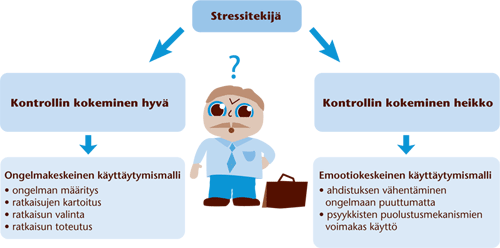 Stressitekijä
?
Kontrollin kokeminen hyvä
Kontrollin kokeminen heikko
Ongelmakeskeinen käyttäytymismalli
• ongelman määritys
• ratkaisujen kartoitus
• ratkaisun valinta
• ratkaisun toteutus
Emootiokeskeinen käyttäytymismalli
• ahdistuksen vähentäminen
ongelmaan puuttumatta
• psyykkisten puolustusmekanismien
voimakas käyttö